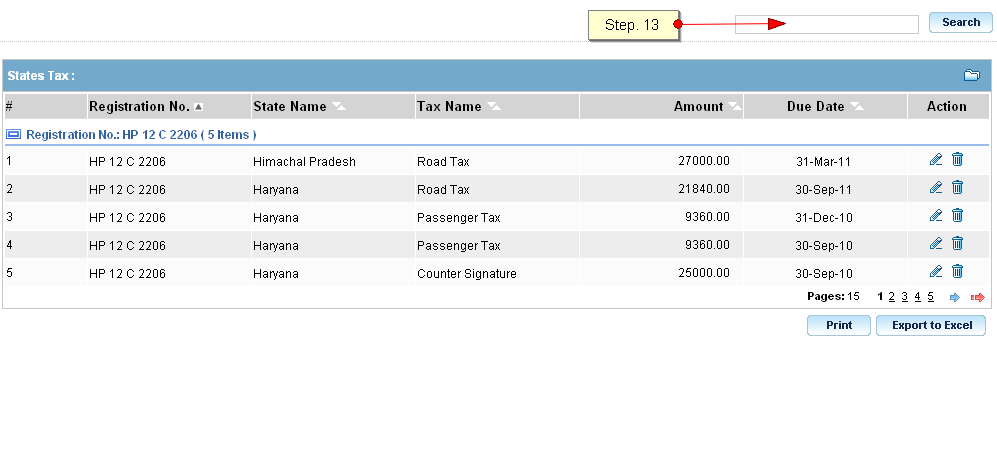 Step. 13 Search
States Tax :
# Registration No. State Name Tax Name Amount Due Date Action
Registration No.: HP 12 C 2206 ( 5 Items )
1 HP 12 C 2206 Himachal Pradesh Road Tax 27000.00 31-Mar-11
2 HP 12 C 2206 Haryana Road Tax 21840.00 30-Sep-11
3 HP 12 C 2206 Haryana Passenger Tax 9360.00 31-Dec-10
4 HP 12 C 2206 Haryana Passenger Tax 9360.00 30-Sep-10
5 HP 12 C 2206 Haryana Counter Signature 25000.00 30-Sep-10
Pages: 15 1 2 3 4 5
Print Export to Excel